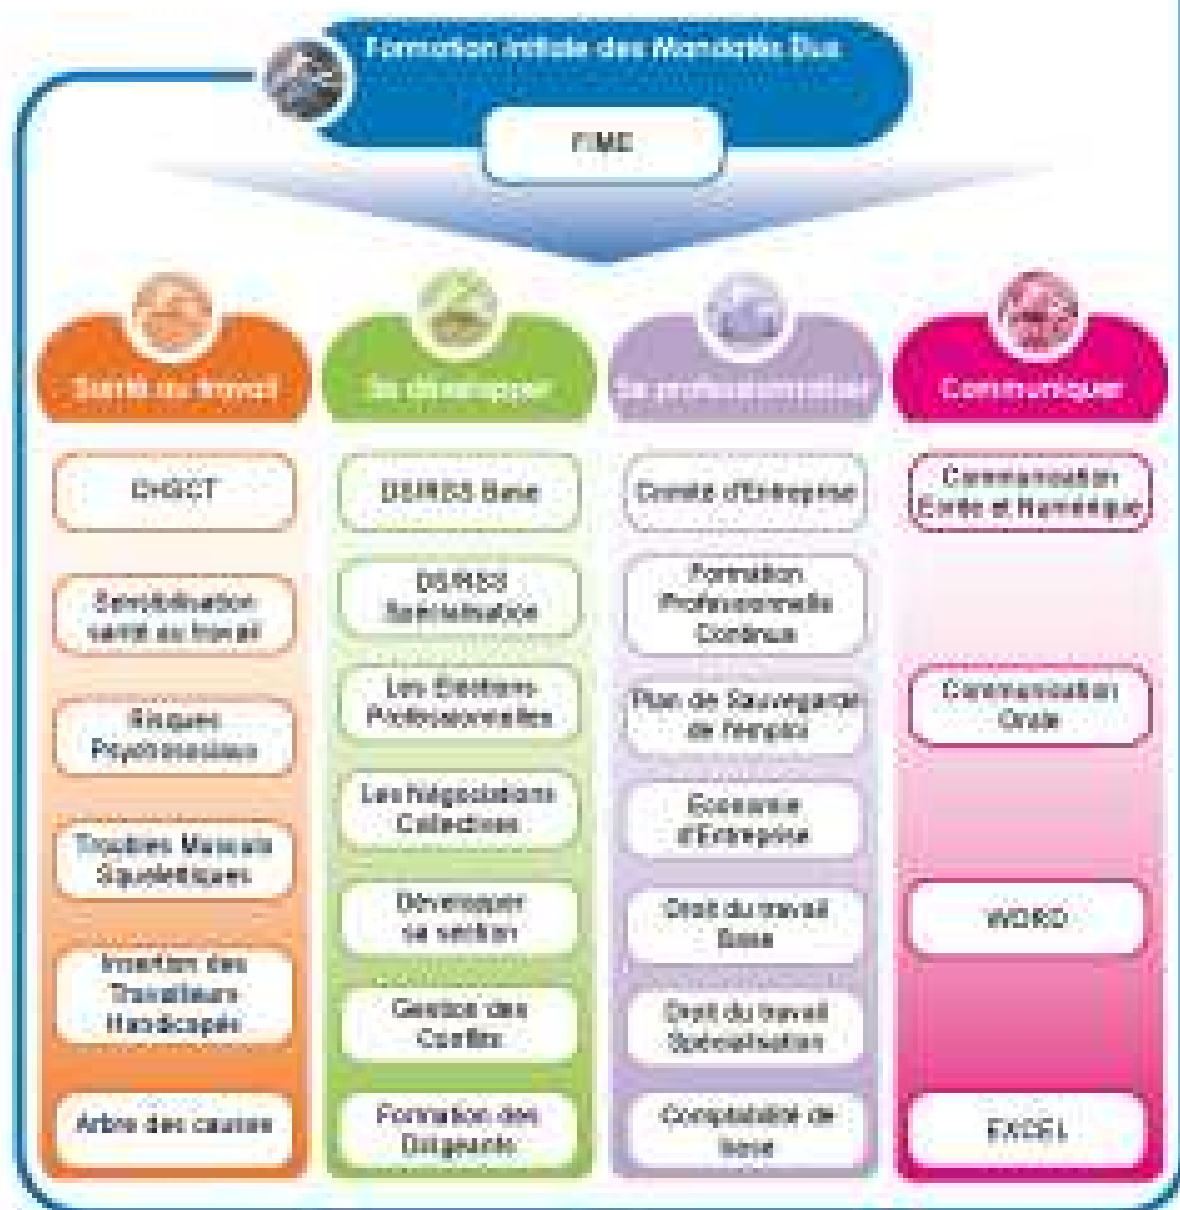 Formation initiale des Mandatés Élus
FIME
Santé au travail
CHSCT
Sensibilisation
santé au travail
Risques
Psychosociaux
Troubles Musculo
Squelettiques
Insertion des
Travailleurs
Handicapés
Arbre des causes
Se développer
DS/RSS Base
DS/RSS
Spécialisation
Les Élections
Professionnelles
Les Négociations
Collectives
Développer
sa section
Gestion des
Conflits
Formation des
Dirigeants
Se professionnaliser
Comité d'Entreprise
Formation
Professionnelle
Continue
Plan de Sauvegarde
de l'emploi
Economie
d'Entreprise
Droit du travail
Base
Droit du travail
Spécialisation
Comptabilité de
base
Communiquer
Communication
Écrite et Numérique
Communication
Orale
WORD
EXCEL